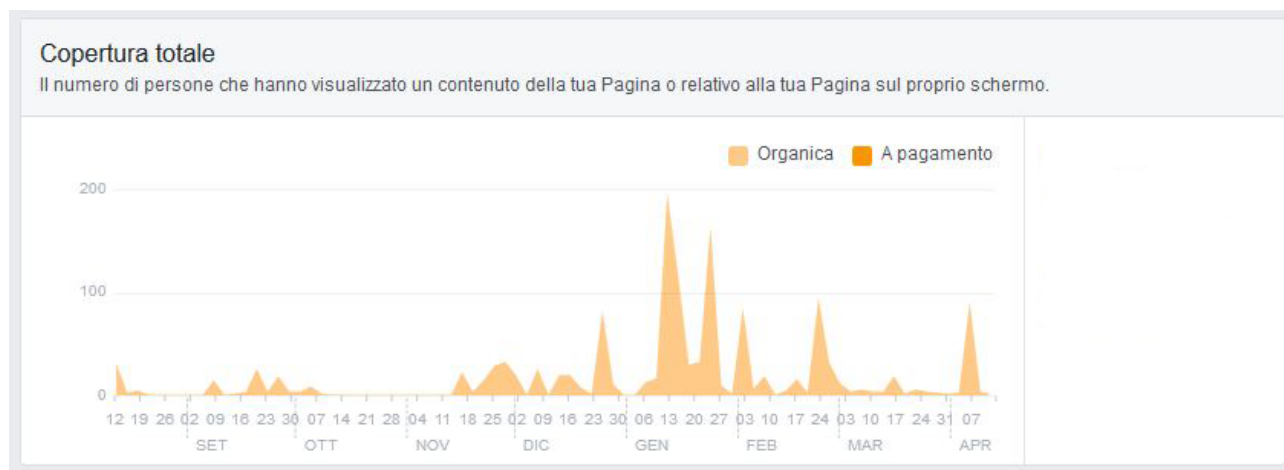 Copertura totale
Il numero di persone che hanno visualizzato un contenuto della tua Pagina o relativo alla tua Pagina sul proprio schermo.
Organica A pagamento
200
100
0
12 19 26 02 09 16 23 30 07 14 21 28 04 11 18 25 02 09 16 23 30 06 13 20 27 03 10 17 24 03 10 17 24 31 07
SET OTT NOV DIC GEN FEB MAR APR